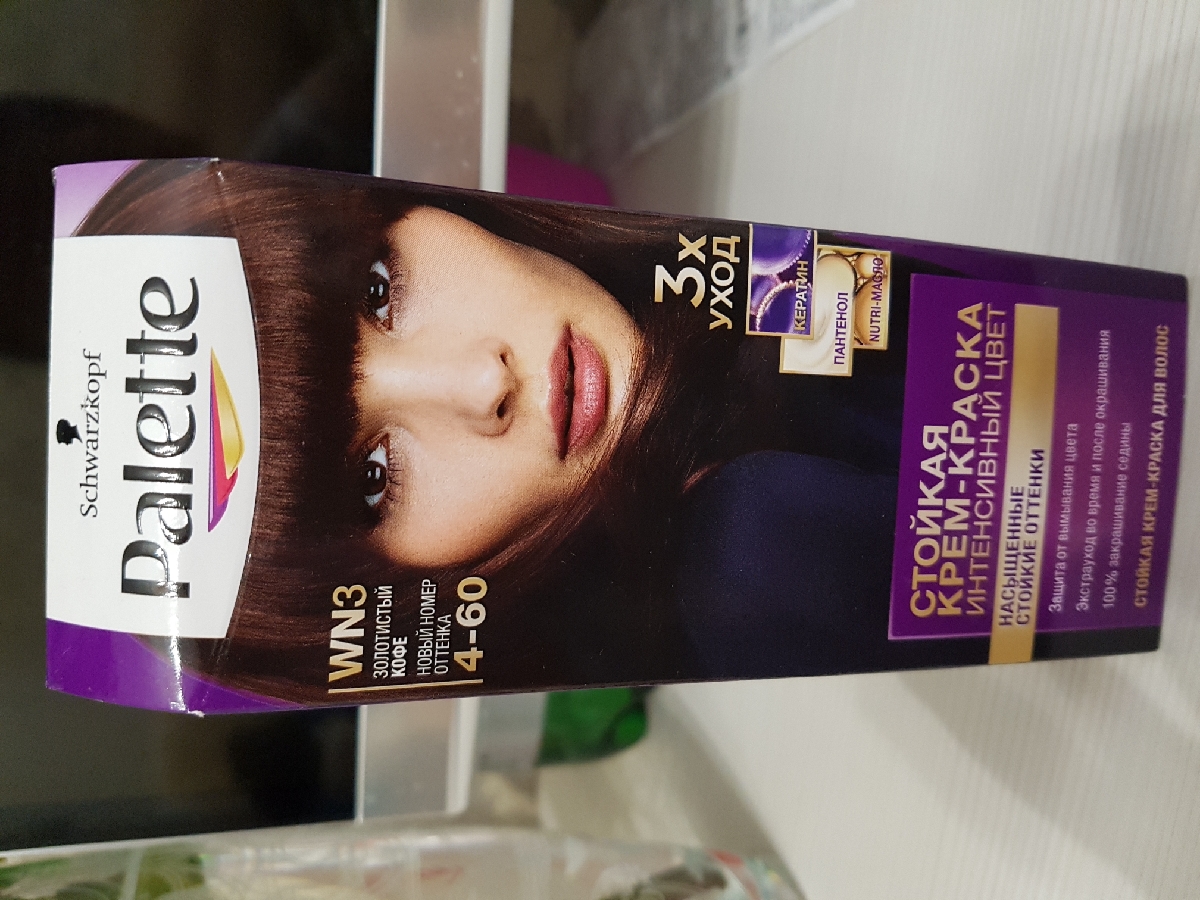 Schwarzkopf
Palette
WN3
ЗОЛОТИСТЫЙ
КОФЕ
НОВЫЙ НОМЕР
ОТТЕНКА
4-60
3х
УХОД
КЕРАТИН
ПАНТЕНОЛ
NUTRI-МАСЛО
СТОЙКАЯ
КРЕМ-КРАСКА
ИНТЕНСИВНЫЙ ЦВЕТ
НАСЫЩЕННЫЕ
СТОЙКИЕ ОТТЕНКИ
Защита от вымывания цвета
Экстрауход во время и после окрашивания
100% закрашивание седины
СТОЙКАЯ КРЕМ-КРАСКА ДЛЯ ВОЛОС